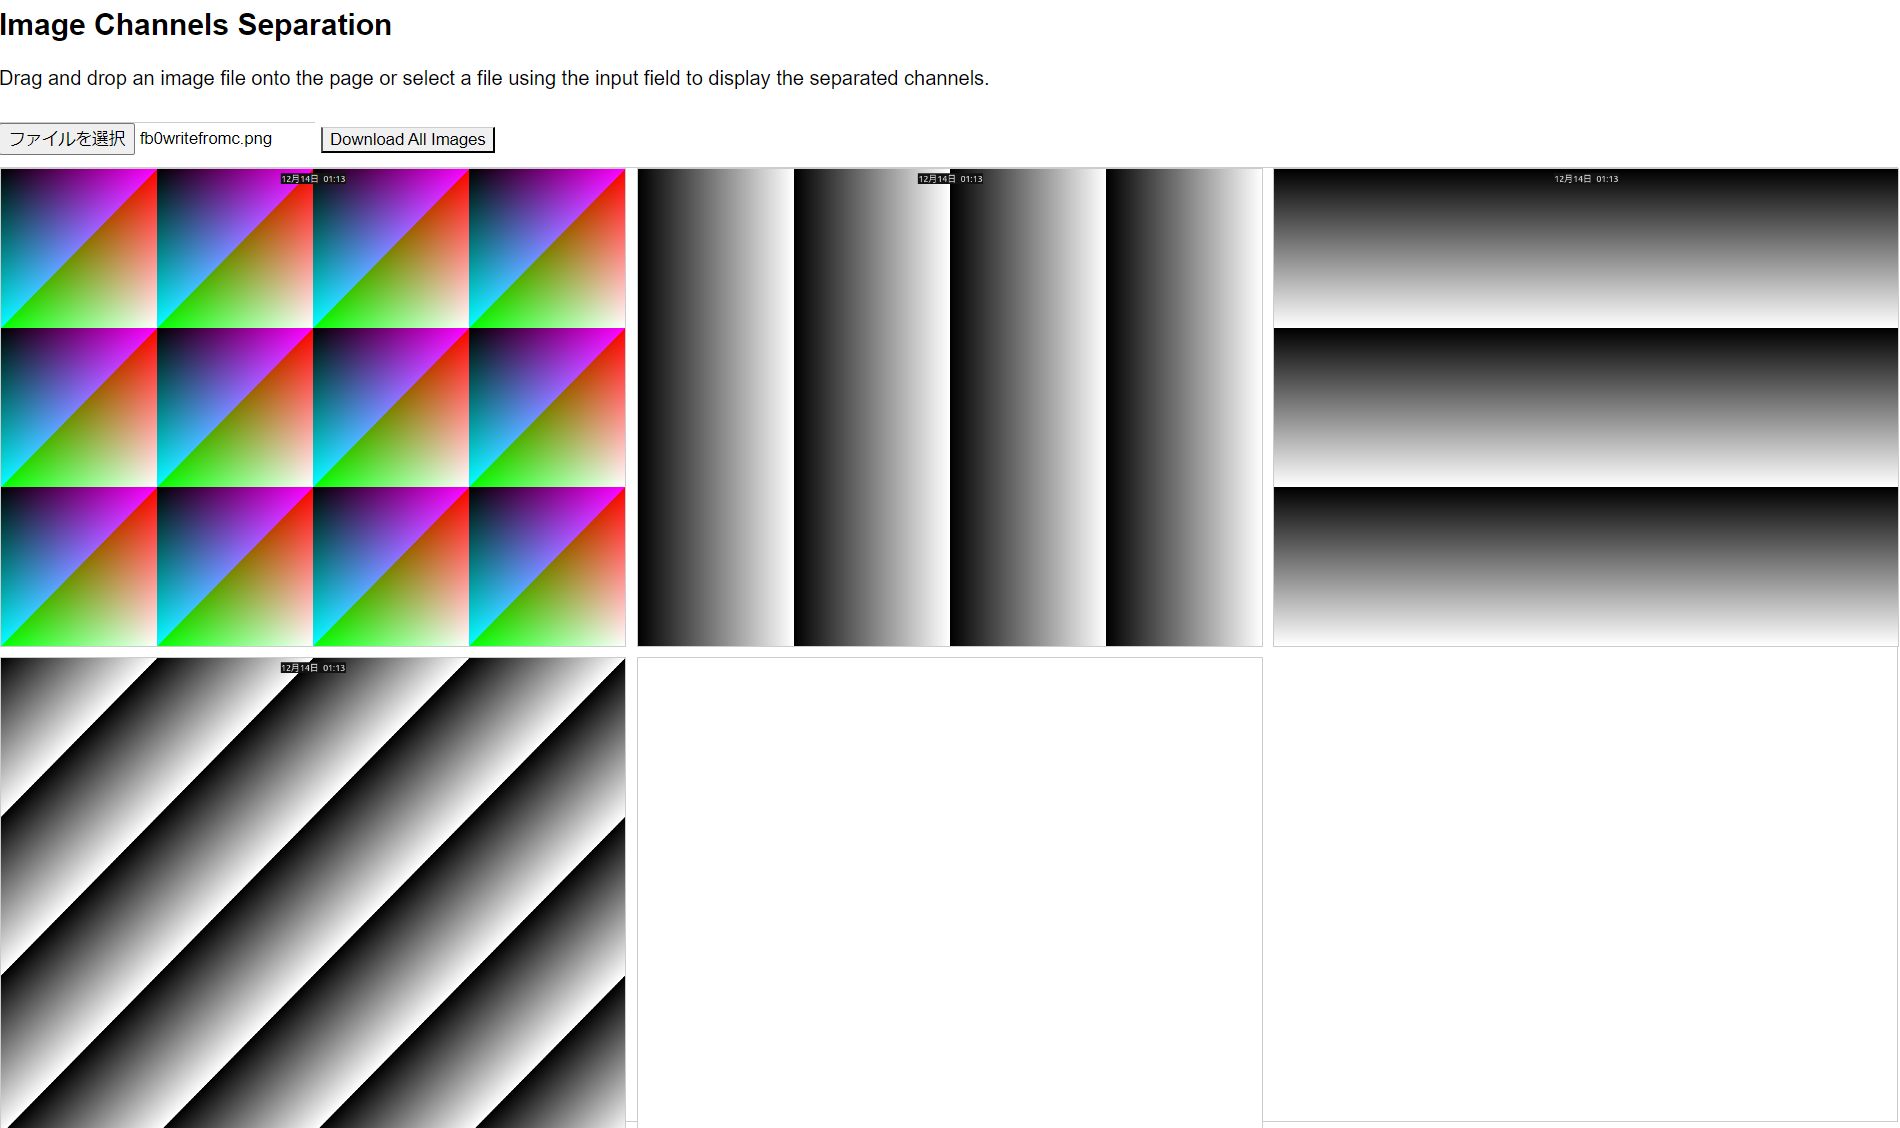 Image Channels Separation
Drag and drop an image file onto the page or select a file using the input field to display the separated channels.
ファイルを選択 fb0writefromc.png Download All Images
12月14日 01:13
12月14日 01:13
12月14日 01:13
12月14日 01:13